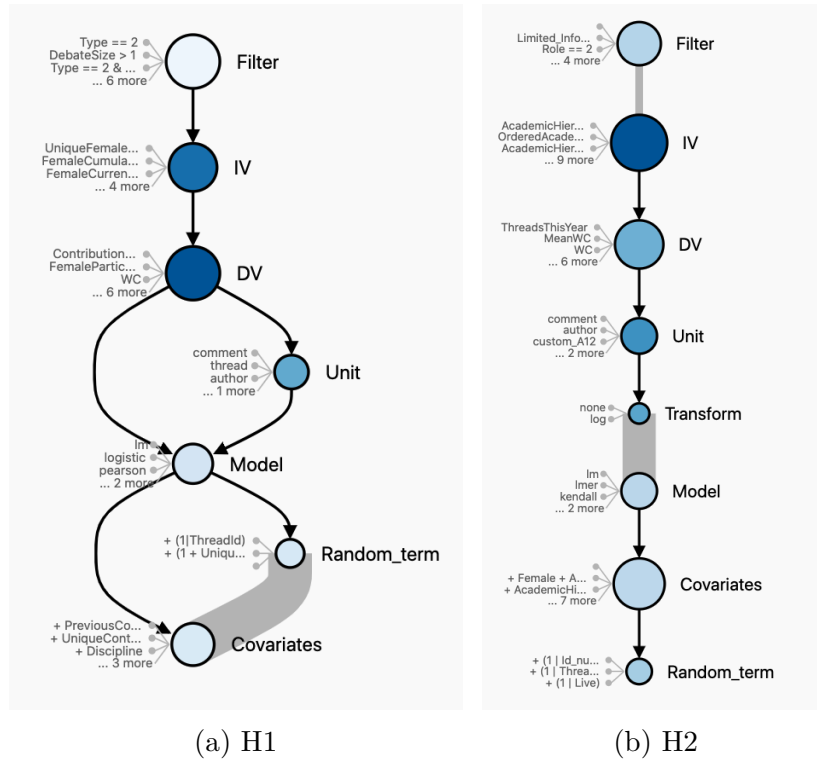 Type == 2
DebateSize > 1
Type == 2 & ...
... 6 more
Filter
UniqueFemale...
FemaleCumula...
FemaleCurren...
... 4 more
IV
Contribution...
FemalePartic...
WC
... 6 more
DV
comment
thread
author
... 1 more
Unit
lm
logistic
pearson
... 2 more
Model
+ (1|ThreadId)
+ (1 + Uniqu...
Random_term
+ PreviousCo...
+ UniqueCont...
+ Discipline
... 3 more
Covariates
(a) H1
Limited_Info...
Role == 2
... 4 more
Filter
AcademicHier...
OrderedAcade...
AcademicHier...
... 9 more
IV
ThreadsThisYear
MeanWC
WC
... 6 more
DV
comment
author
custom_A12
... 2 more
Unit
none
log
Transform
lm
lmer
kendall
... 2 more
Model
+ Female + A...
+ AcademicHi...
... 7 more
Covariates
+ (1 | Id_nu...
+ (1 | Threa...
+ (1 | Live)
Random_term
(b) H2